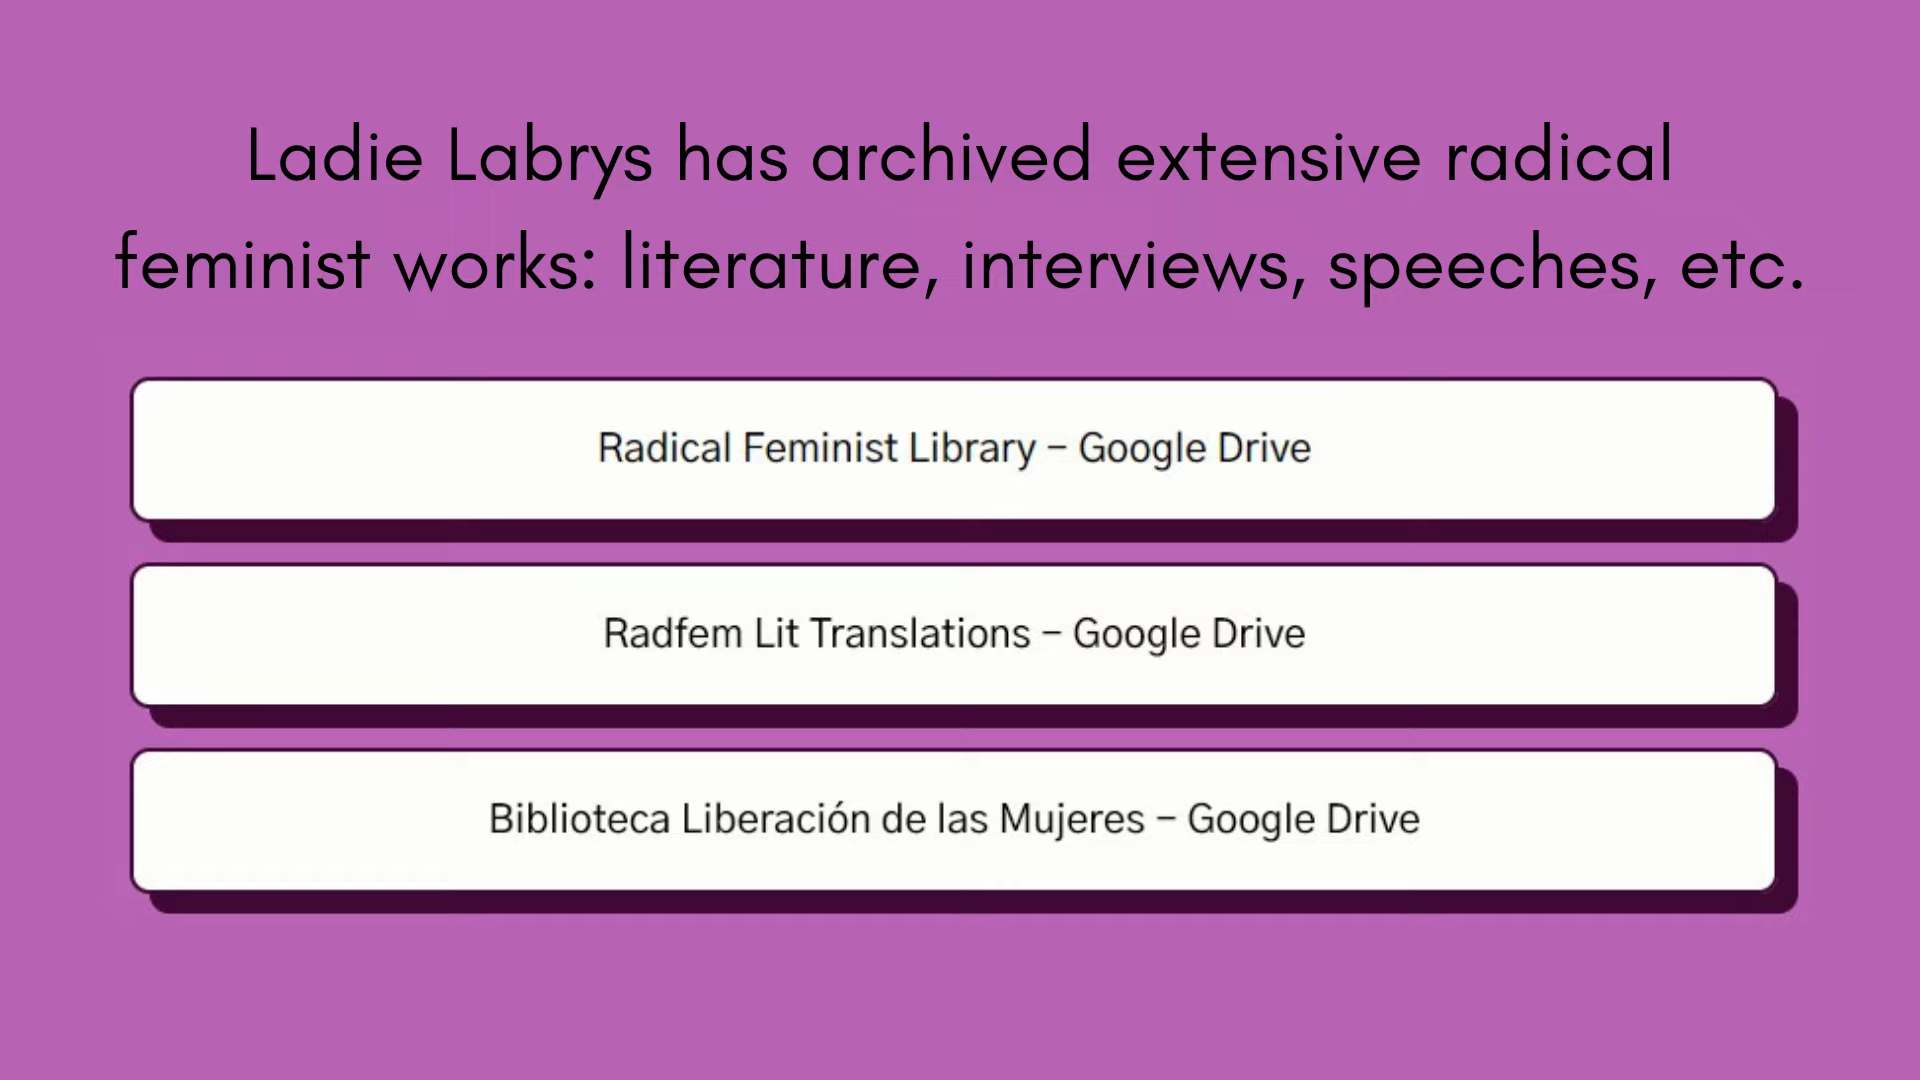 Ladie Labrys has archived extensive radical
feminist works: literature, interviews, speeches, etc.
Radical Feminist Library – Google Drive
Radfem Lit Translations – Google Drive
Biblioteca Liberación de las Mujeres – Google Drive